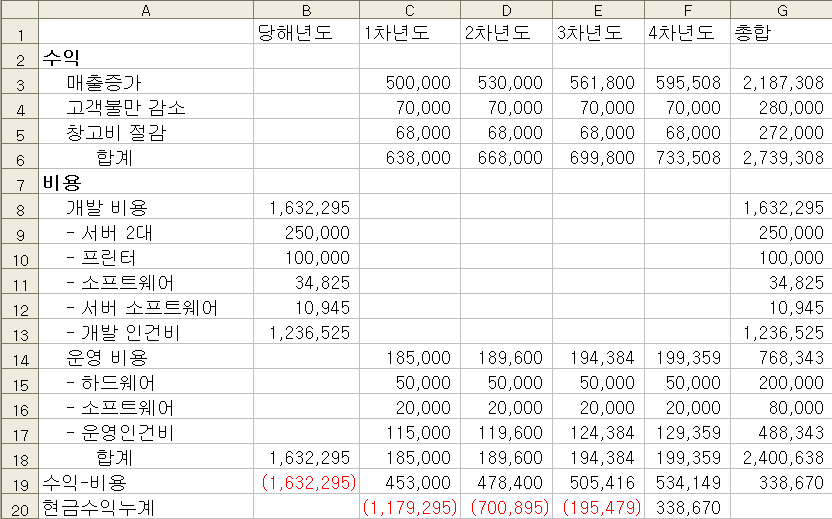 A B C D E F G
1 당해년도 1차년도 2차년도 3차년도 4차년도 총합
2 수익
3 매출증가 500,000 530,000 561,800 595,508 2,187,308
4 고객불만 감소 70,000 70,000 70,000 70,000 280,000
5 창고비 절감 68,000 68,000 68,000 68,000 272,000
6 합계 638,000 668,000 699,800 733,508 2,739,308
7 비용
8 개발 비용 1,632,295 1,632,295
9 - 서버 2대 250,000 250,000
10 - 프린터 100,000 100,000
11 - 소프트웨어 34,825 34,825
12 - 서버 소프트웨어 10,945 10,945
13 - 개발 인건비 1,236,525 1,236,525
14 운영 비용 185,000 189,600 194,384 199,359 768,343
15 - 하드웨어 50,000 50,000 50,000 50,000 200,000
16 - 소프트웨어 20,000 20,000 20,000 20,000 80,000
17 - 운영인건비 115,000 119,600 124,384 129,359 488,343
18 합계 1,632,295 185,000 189,600 194,384 199,359 2,400,638
19 수익-비용 (1,632,295) 453,000 478,400 505,416 534,149 338,670
20 현금수익누계 (1,179,295) (700,895) (195,479) 338,670